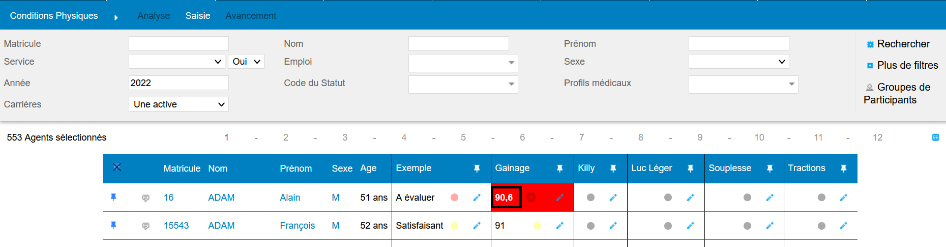 Conditions Physiques Analyse Saisie Avancement
Matricule Nom Prénom Rechercher
Service Oui Emploi Sexe Plus de filtres
Année 2022 Code du Statut Profils médicaux Groupes de Participants
Carrières Une active
553 Agents sélectionnés 1 - 2 - 3 - 4 - 5 - 6 - 7 - 8 - 9 - 10 - 11 - 12
Matricule Nom Prénom Sexe Age Exemple Gainage Killy Luc Léger Souplesse Tractions
16 ADAM Alain M 51 ans A évaluer 90,6
15543 ADAM François M 52 ans Satisfaisant 91